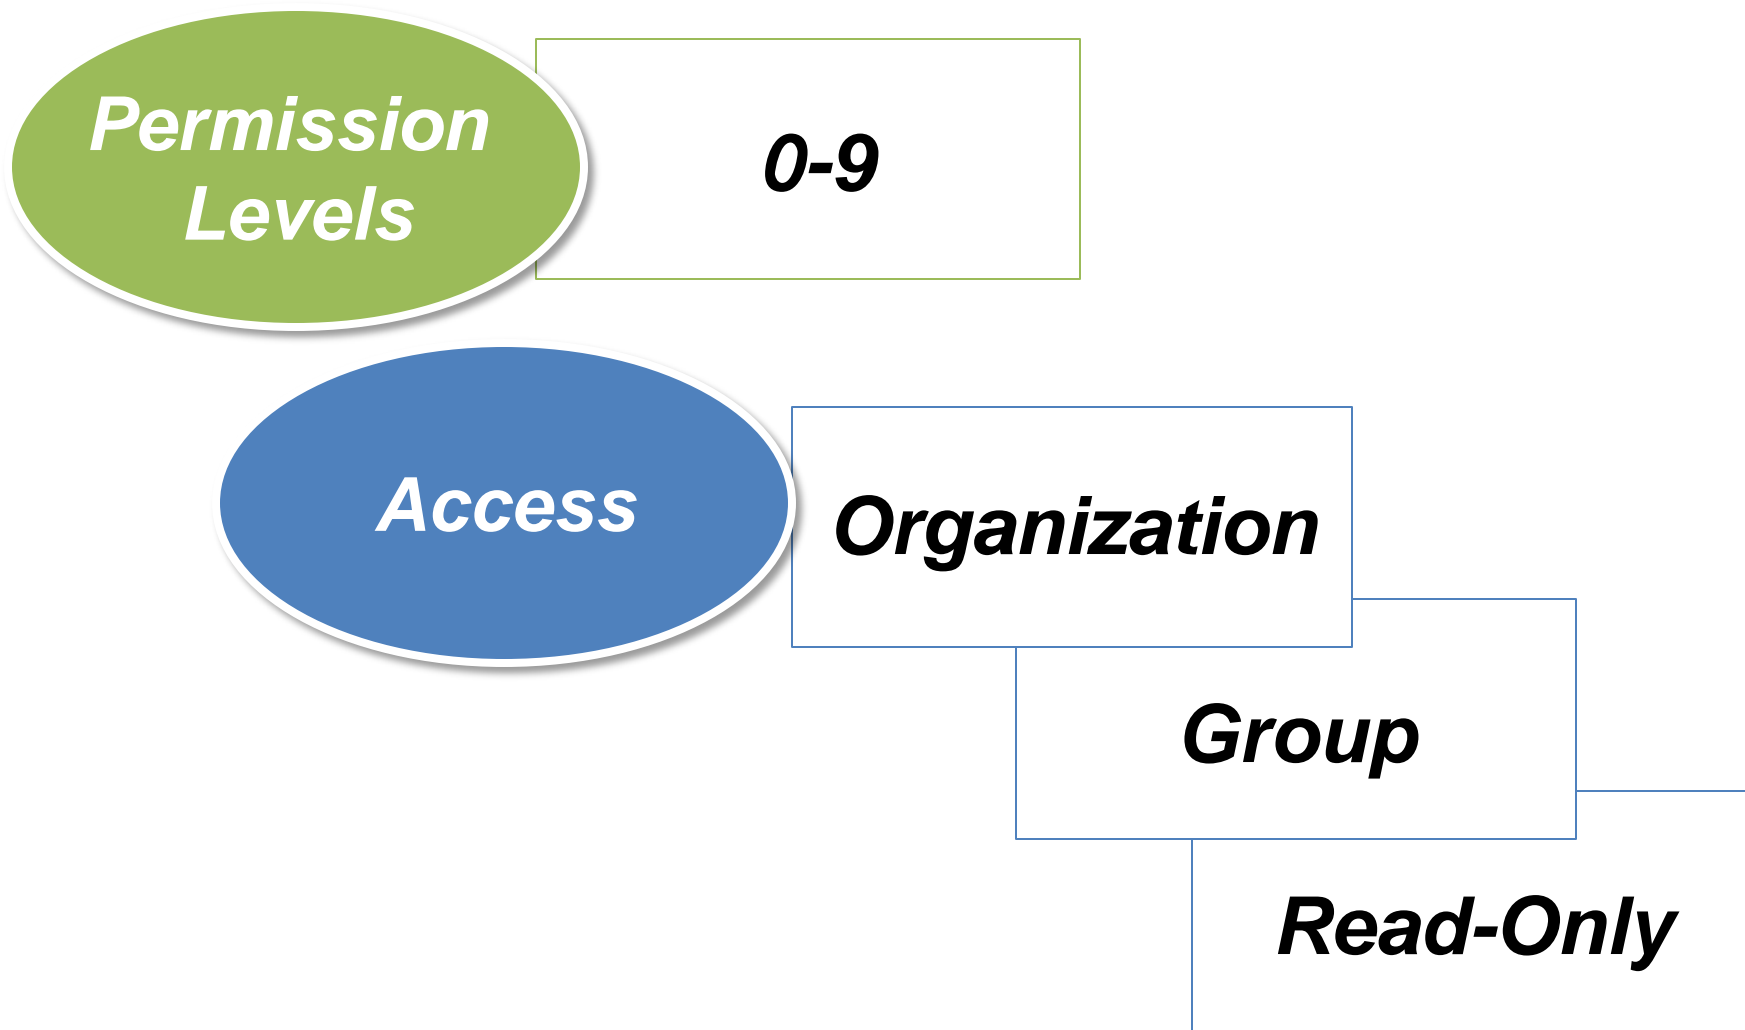 Permission
Levels
0-9
Access
Organization
Group
Read-Only